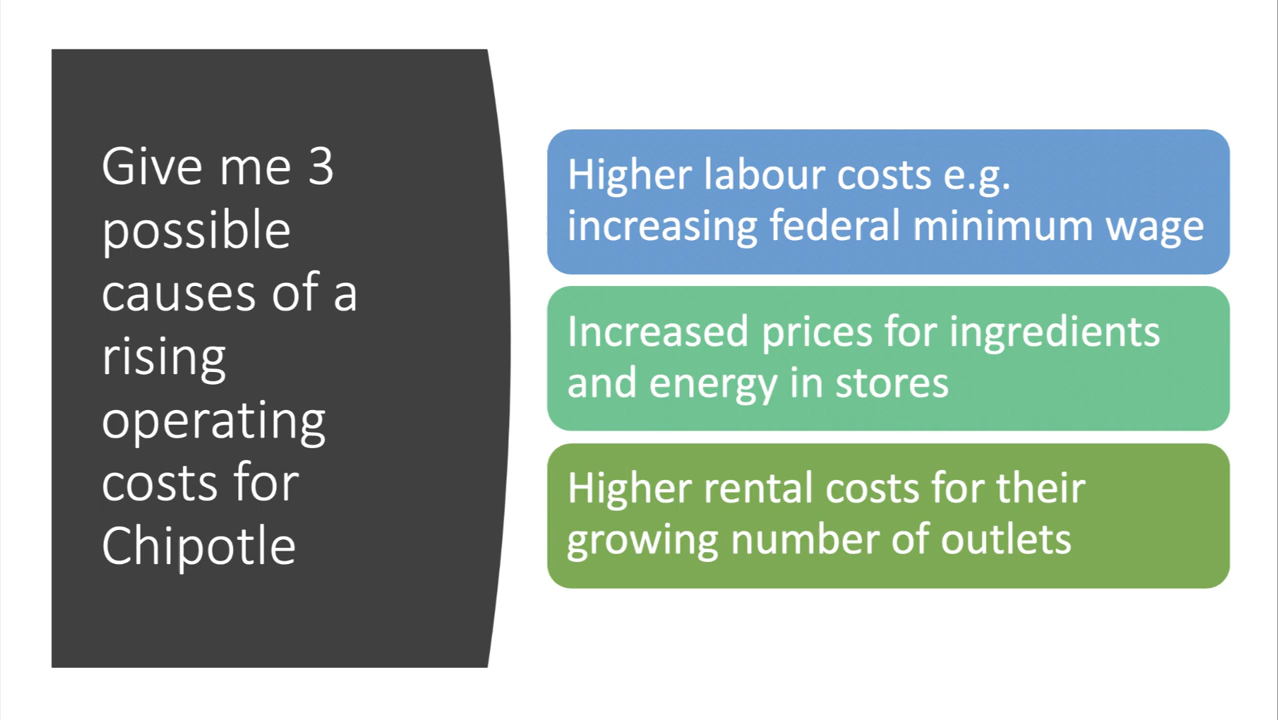 Give me 3
possible
causes of a
rising
operating
costs for
Chipotle
Higher labour costs e.g.
increasing federal minimum wage
Increased prices for ingredients
and energy in stores
Higher rental costs for their
growing number of outlets